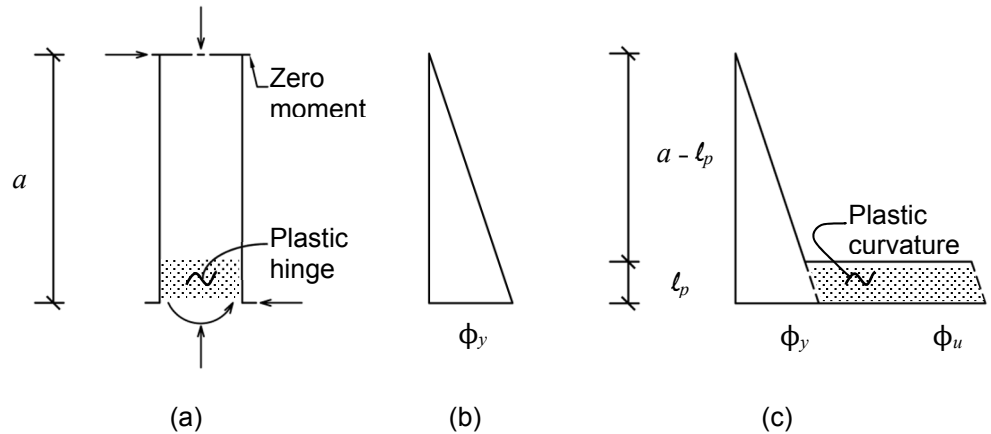 Zero
moment
a
Plastic
hinge
(a)
ϕy
(b)
a - ℓp
ℓp
Plastic
curvature
ϕy
ϕu
(c)